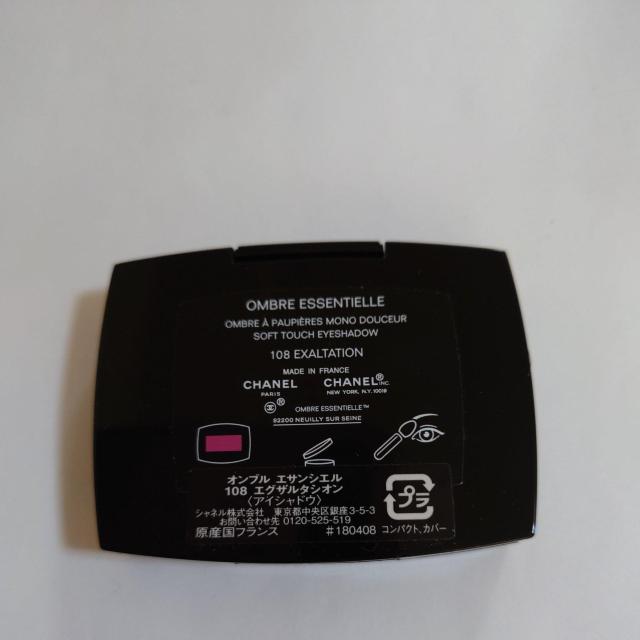 OMBRE ESSENTIELLE
OMBRE À PAUPIÈRES MONO DOUCEUR
SOFT TOUCH EYESHADOW
108 EXALTATION
MADE IN FRANCE
CHANEL CHANEL® INC.
PARIS NEW YORK, N.Y. 10019
® OMBRE ESSENTIELLE™
92200 NEUILLY SUR SEINE
オンブル エサンシエル
108 エグザルタシオン
〈アイシャドウ〉
シャネル株式会社 東京都中央区銀座3-5-3
お問い合わせ先 0120-525-519
原産国フランス #180408
プラ
コンパクト、カバー